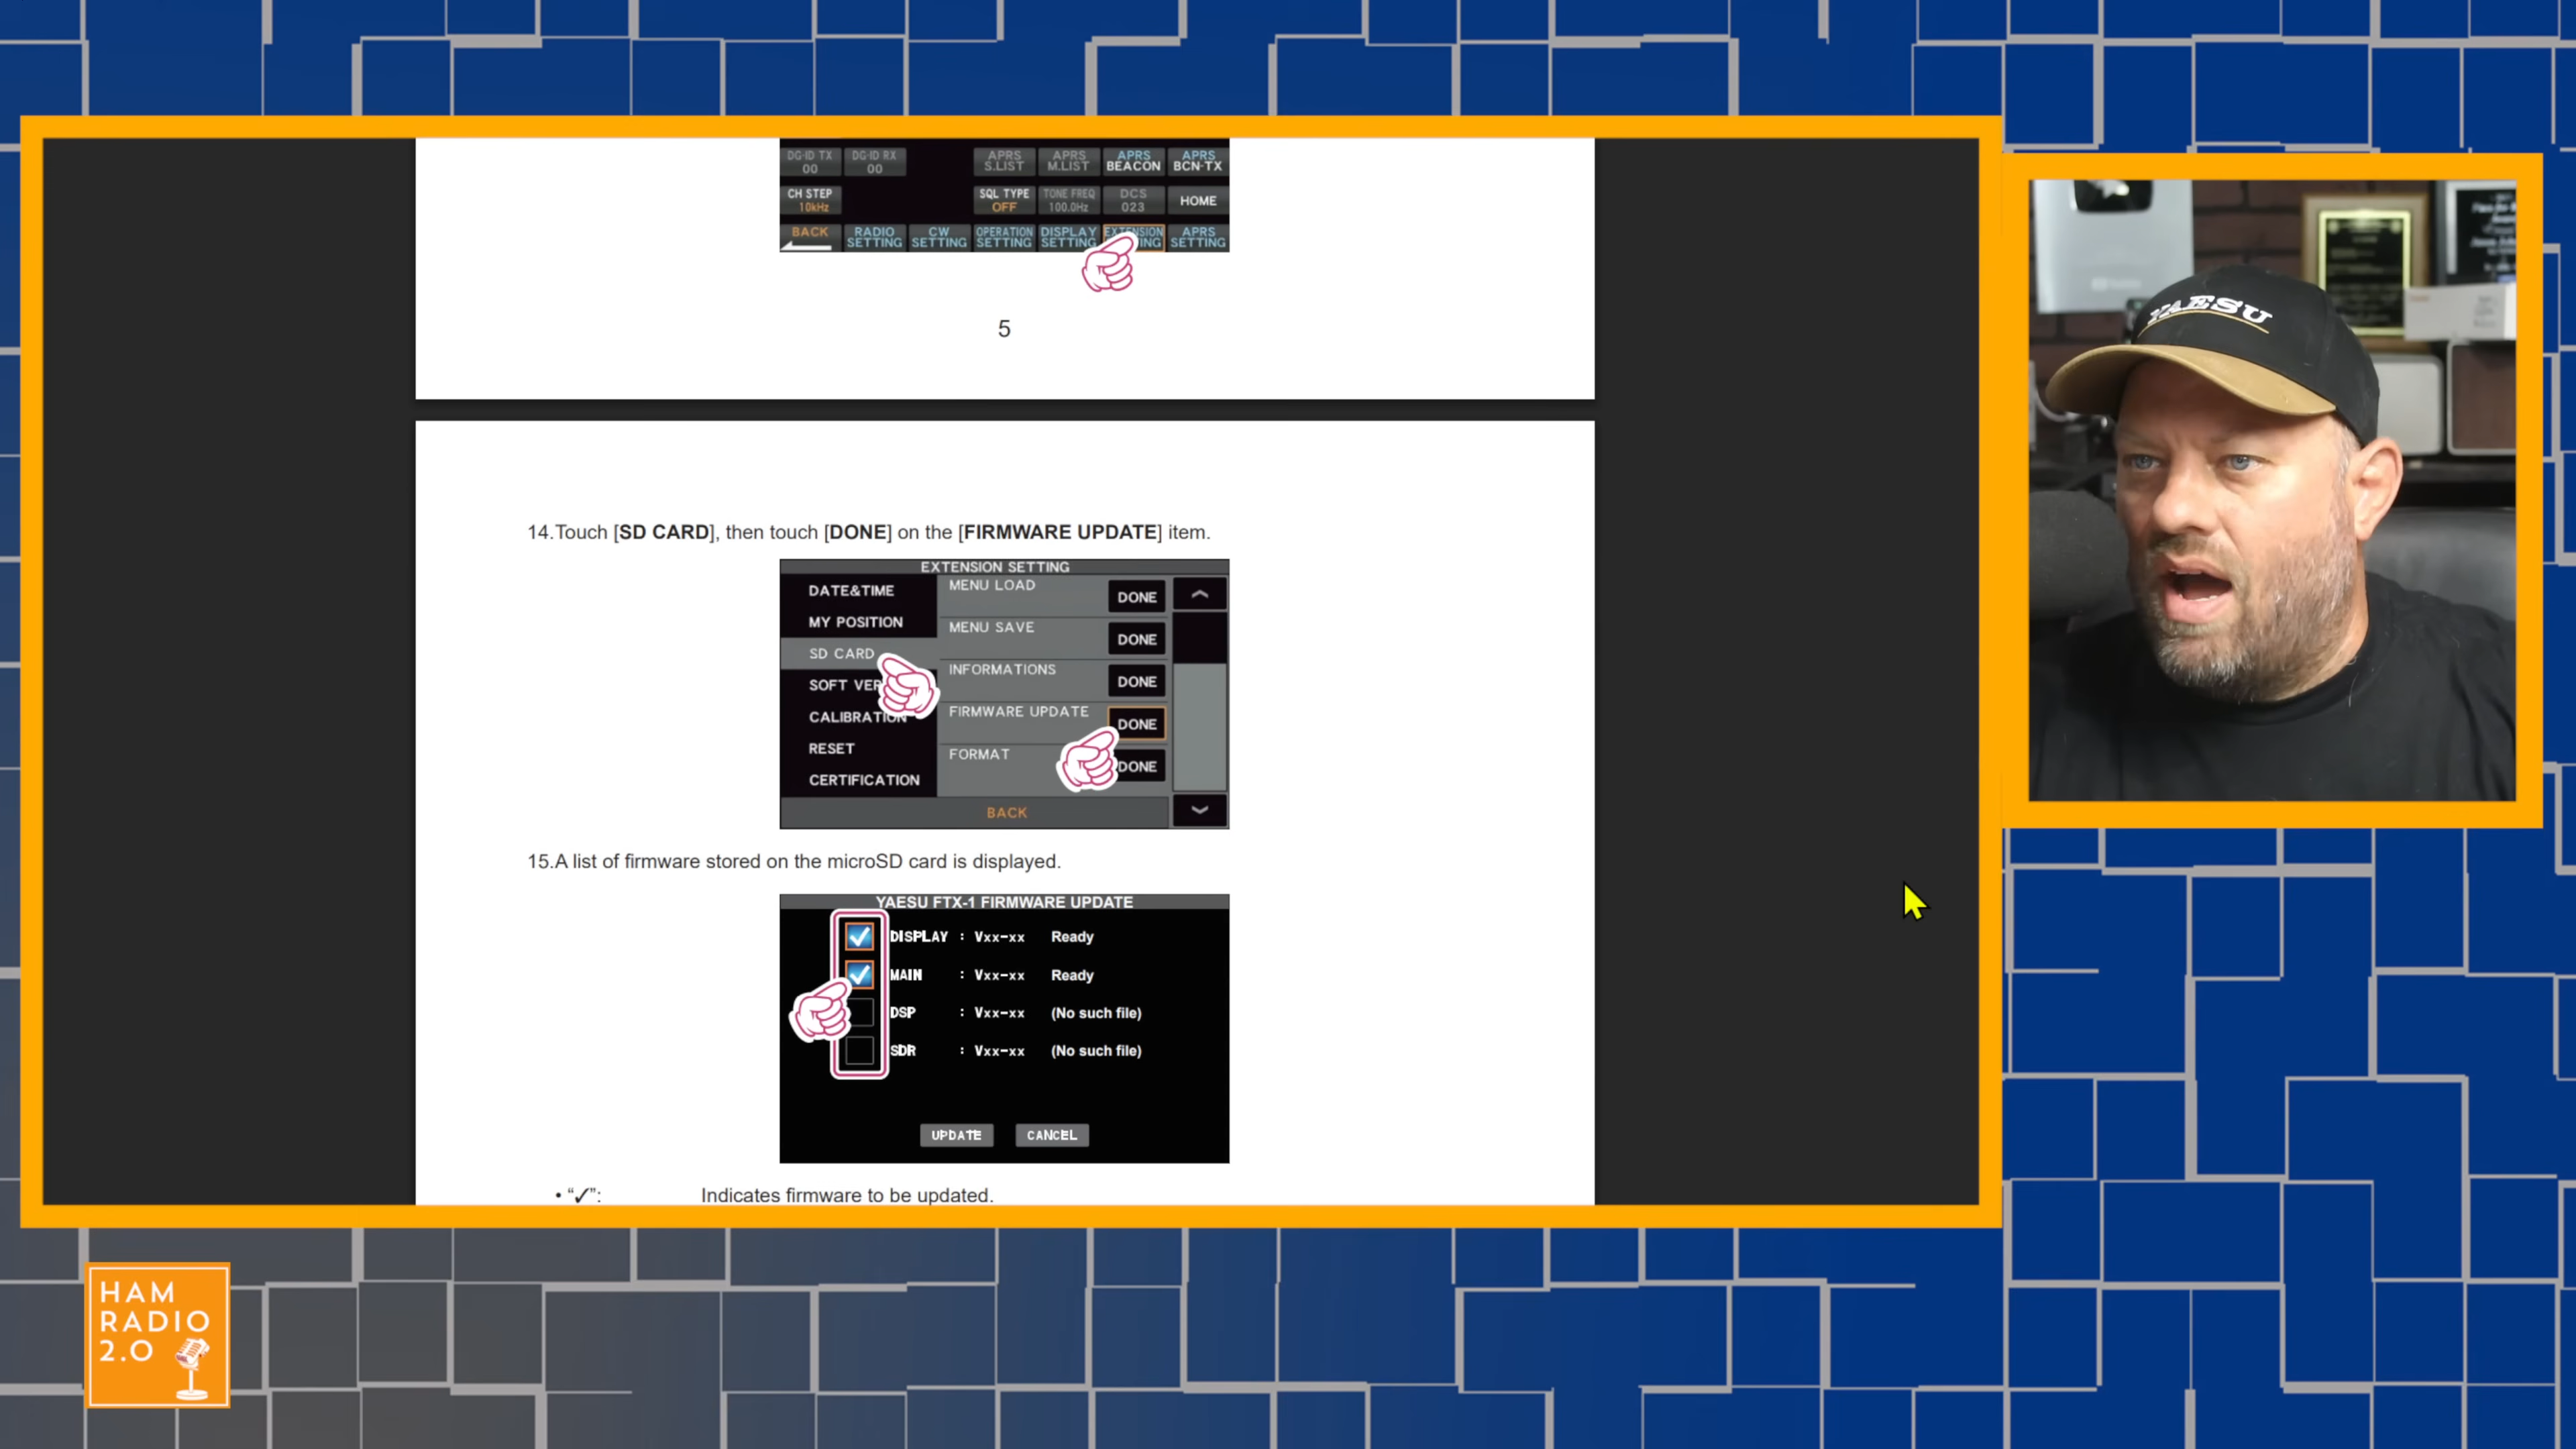 DG-ID TX
00
DG-ID RX
00
APRS
S.LIST
APRS
M.LIST
APRS
BEACON
APRS
BCN-TX
CH STEP
10kHz
SQL TYPE
OFF
TONE FREQ
100.0Hz
DCS
023
HOME
BACK
RADIO
SETTING
CW
SETTING
OPERATION
SETTING
DISPLAY
SETTING
EXTENSION
APRS
SETTING
5
14.Touch [SD CARD], then touch [DONE] on the [FIRMWARE UPDATE] item.
EXTENSION SETTING
DATE&TIME
MY POSITION
SD CARD
SOFT VER
CALIBRATION
RESET
CERTIFICATION
MENU LOAD DONE
MENU SAVE DONE
INFORMATIONS DONE
FIRMWARE UPDATE DONE
FORMAT DONE
BACK
15.A list of firmware stored on the microSD card is displayed.
YAESU FTX-1 FIRMWARE UPDATE
DISPLAY : Vxx-xx Ready
MAIN : Vxx-xx Ready
DSP : Vxx-xx (No such file)
SDR : Vxx-xx (No such file)
UPDATE CANCEL
• “✓”: Indicates firmware to be updated.
YAESU
HAM
RADIO
2.0